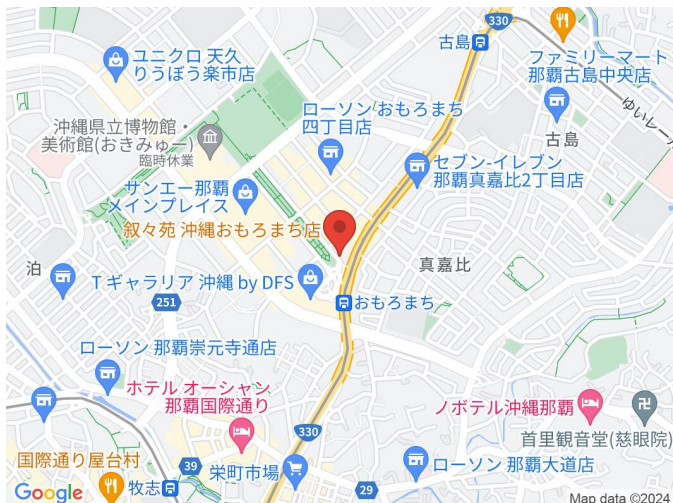 330
古島
ユニクロ 天久
りうぼう楽市店
ファミリーマート
那覇古島中央店
ローソン おもろまち
四丁目店
沖縄県立博物館・
美術館(おきみゅー)
臨時休業
ゆいレール
古島
セブン-イレブン
那覇真嘉比2丁目店
サンエー那覇
メインプレイス
叙々苑 沖縄おもろまち店
泊
真嘉比
Tギャラリア 沖縄 by DFS
おもろまち
251
ローソン 那覇崇元寺通店
ホテル オーシャン
那覇国際通り
ノボテル沖縄那覇
首里観音堂(慈眼院)
330
国際通り屋台村
39
栄町市場
ローソン 那覇大道店
牧志
29
Google
Map data ©2024